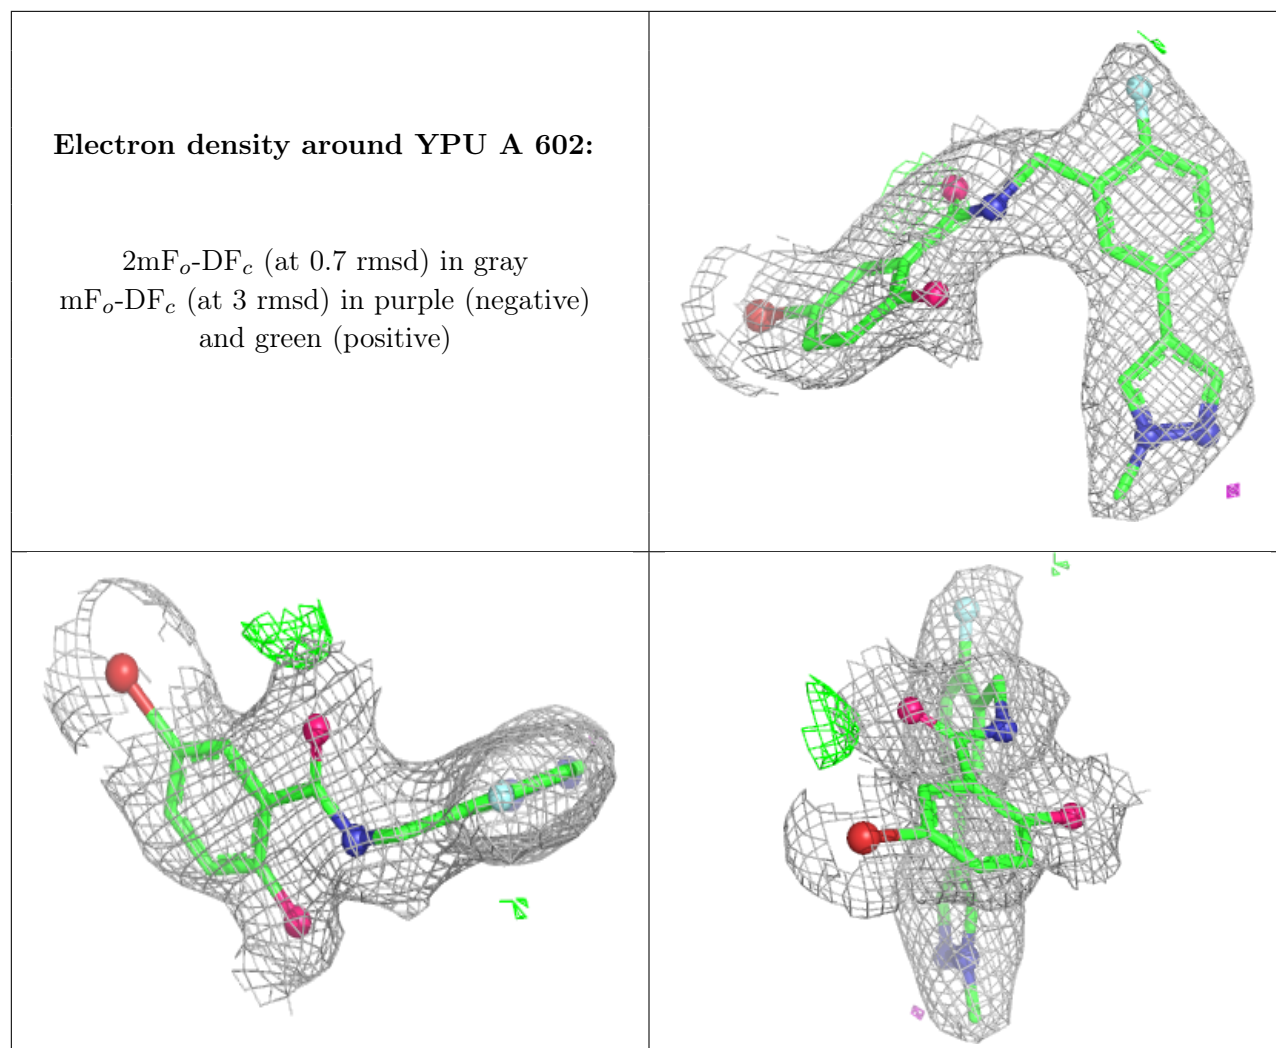 Electron density around YPU A 602:
2mFo-DFc (at 0.7 rmsd) in gray
mFo-DFc (at 3 rmsd) in purple (negative)
and green (positive)